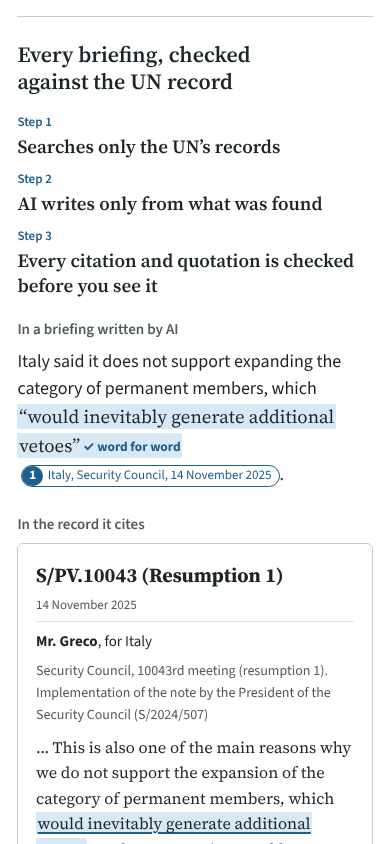 Every briefing, checked
against the UN record
Step 1
Searches only the UN’s records
Step 2
AI writes only from what was found
Step 3
Every citation and quotation is checked
before you see it
In a briefing written by AI
Italy said it does not support expanding the
category of permanent members, which
“would inevitably generate additional
vetoes” ✓ word for word
1 Italy, Security Council, 14 November 2025.
In the record it cites
S/PV.10043 (Resumption 1)
14 November 2025
Mr. Greco, for Italy
Security Council, 10043rd meeting (resumption 1).
Implementation of the note by the President of the
Security Council (S/2024/507)
... This is also one of the main reasons why
we do not support the expansion of the
category of permanent members, which
would inevitably generate additional